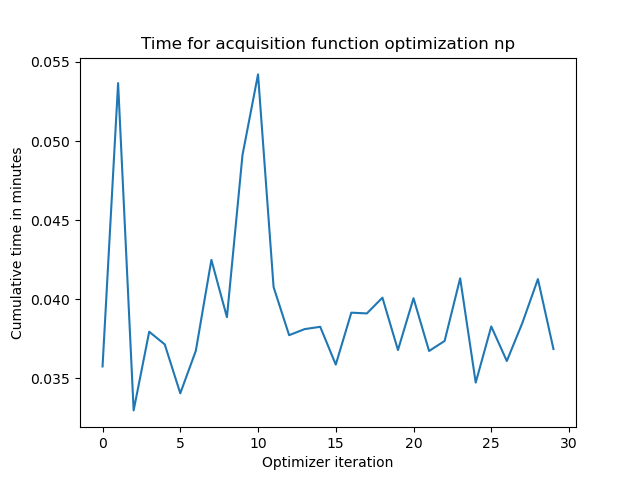 Time for acquisition function optimization np
Cumulative time in minutes
0.055
0.050
0.045
0.040
0.035
0 5 10 15 20 25 30
Optimizer iteration